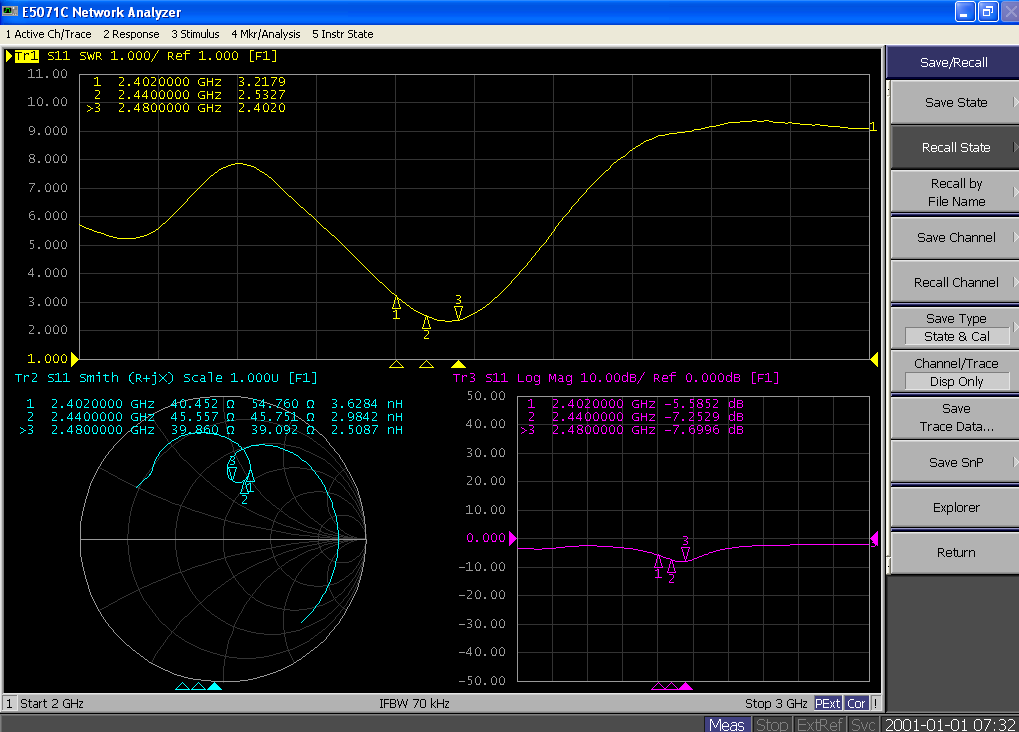 E5071C Network Analyzer
1 Active Ch/Trace 2 Response 3 Stimulus 4 Mkr/Analysis 5 Instr State
Tr1 S11 SWR 1.000/ Ref 1.000 [F1]
11.00
10.00
9.000
8.000
7.000
6.000
5.000
4.000
3.000
2.000
1.000
1 2.4020000 GHz 3.2179
2 2.4400000 GHz 2.5327
>3 2.4800000 GHz 2.4020
1
1
2
3
Tr2 S11 Smith (R+jX) Scale 1.000U [F1]
1 2.4020000 GHz 40.452 Ω 54.760 Ω 3.6284 nH
2 2.4400000 GHz 45.557 Ω 45.751 Ω 2.9842 nH
>3 2.4800000 GHz 39.860 Ω 39.092 Ω 2.5087 nH
3
1
2
Tr3 S11 Log Mag 10.00dB/ Ref 0.000dB [F1]
50.00
40.00
30.00
20.00
10.00
0.000
-10.00
-20.00
-30.00
-40.00
-50.00
1 2.4020000 GHz -5.5852 dB
2 2.4400000 GHz -7.2529 dB
>3 2.4800000 GHz -7.6996 dB
3
1
2
1 Start 2 GHz IFBW 70 kHz Stop 3 GHz PExt Cor !
Save/Recall
Save State
Recall State
Recall by
File Name
Save Channel
Recall Channel
Save Type
State & Cal
Channel/Trace
Disp Only
Save
Trace Data...
Save SnP
Explorer
Return
Meas Stop ExtRef Svc 2001-01-01 07:32